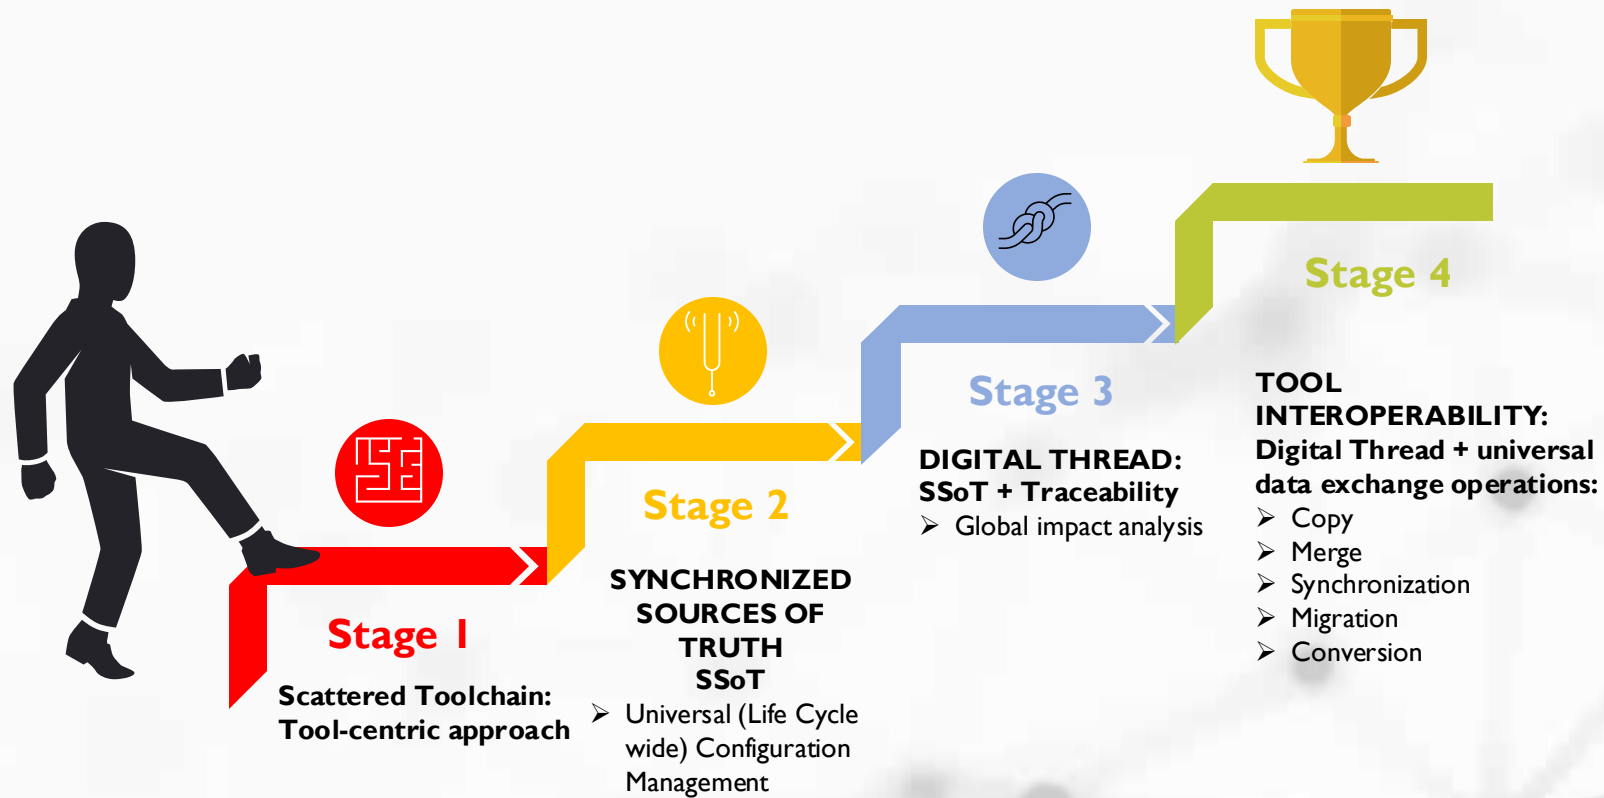 Stage 1
Scattered Toolchain:
Tool-centric approach
Stage 2
SYNCHRONIZED
SOURCES OF
TRUTH
SSoT
➢ Universal (Life Cycle
wide) Configuration
Management
Stage 3
DIGITAL THREAD:
SSoT + Traceability
➢ Global impact analysis
Stage 4
TOOL
INTEROPERABILITY:
Digital Thread + universal
data exchange operations:
➢ Copy
➢ Merge
➢ Synchronization
➢ Migration
➢ Conversion